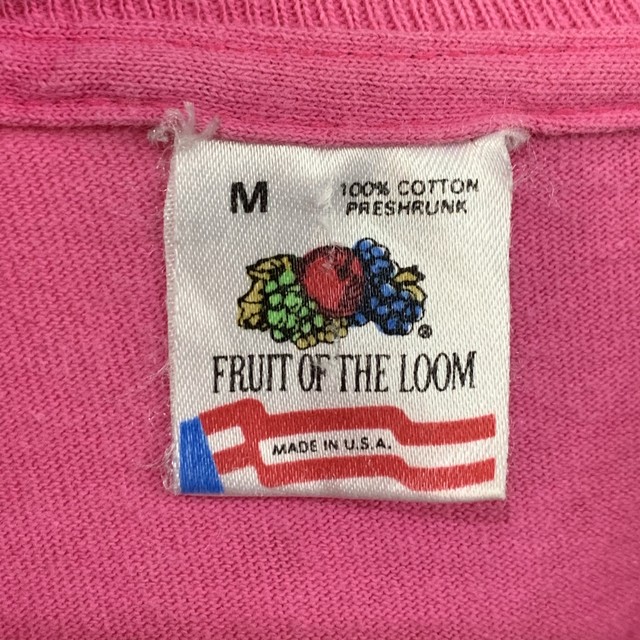 M
100% COTTON
PRESHRUNK
®
FRUIT OF THE LOOM
MADE IN U.S.A.